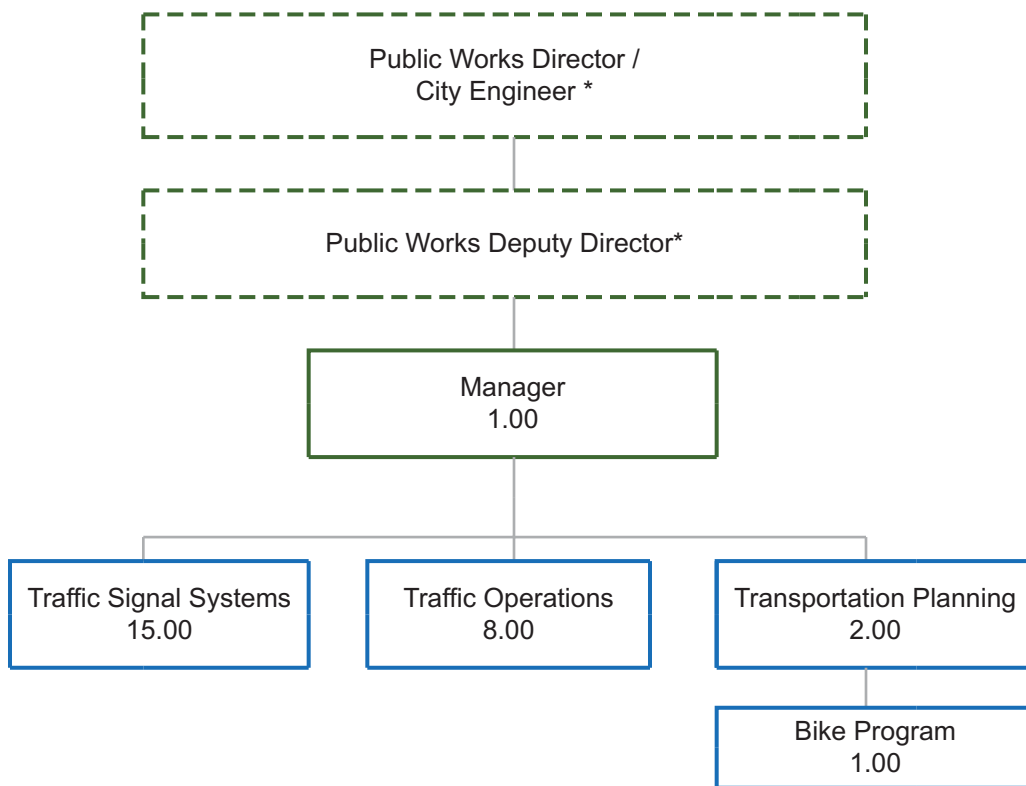 Public Works Director /
City Engineer *
Public Works Deputy Director*
Manager
1.00
Traffic Signal Systems
15.00
Traffic Operations
8.00
Transportation Planning
2.00
Bike Program
1.00